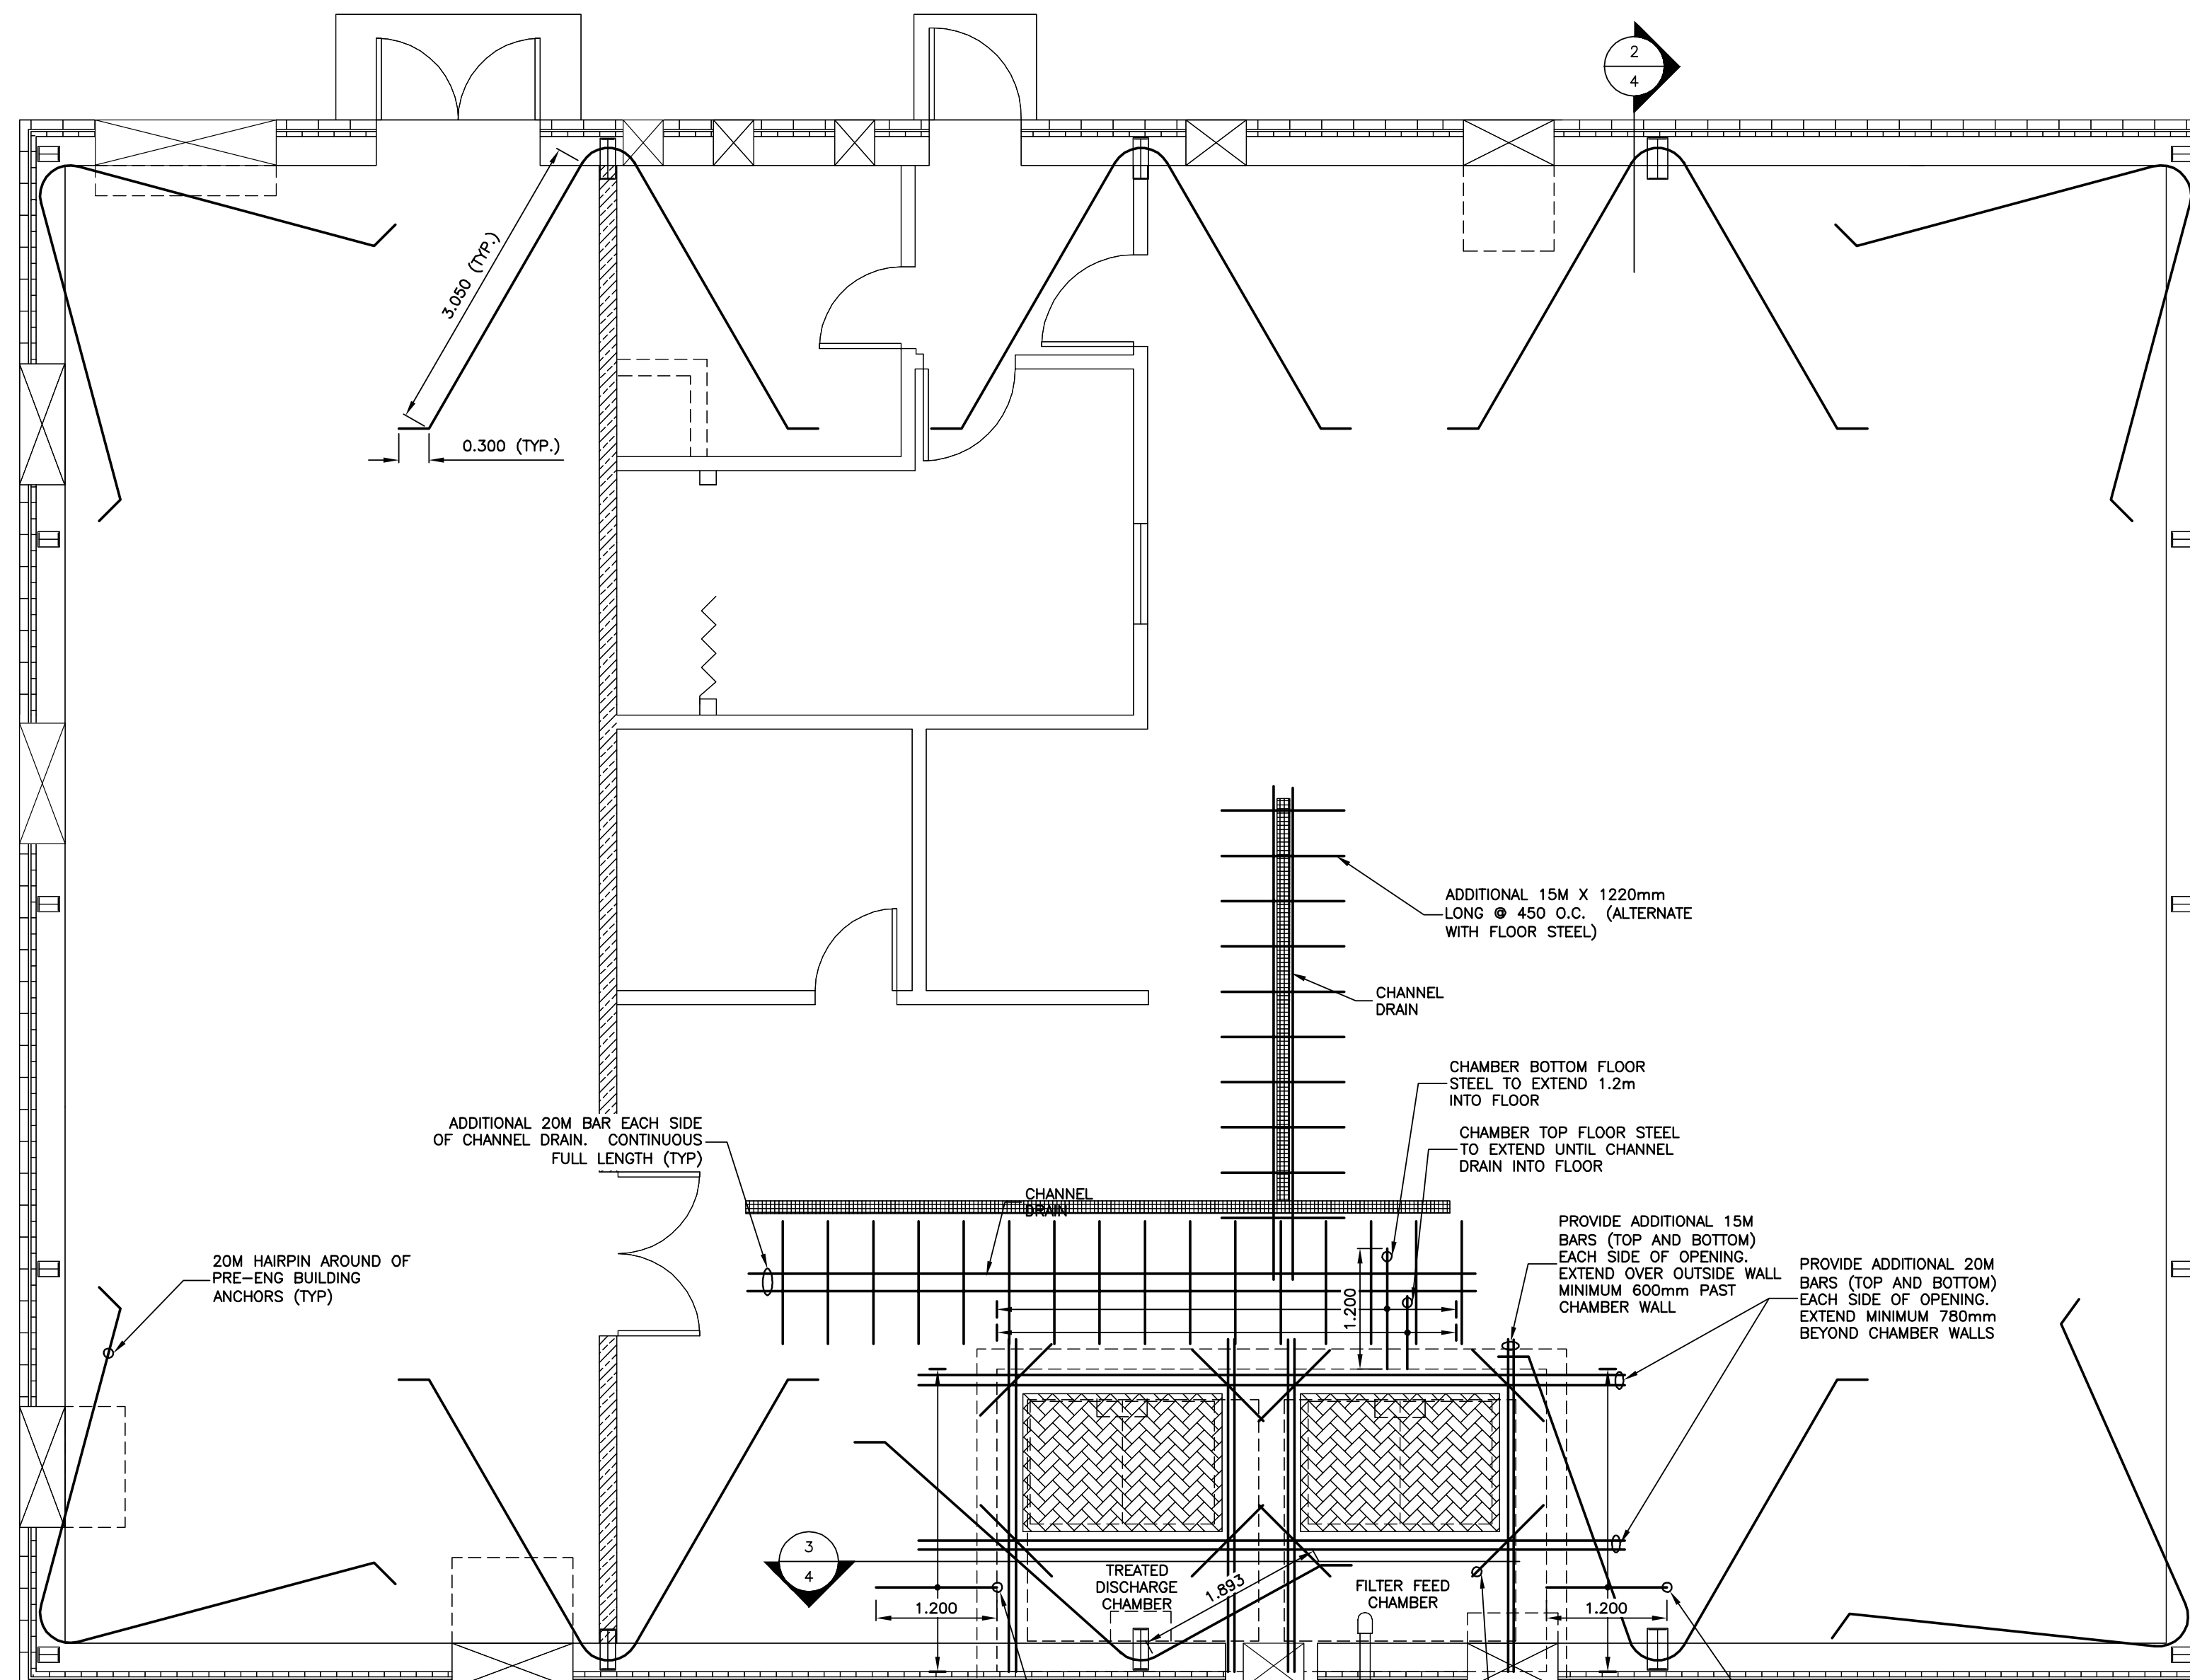 2
4
3.050 (TYP.)
0.300 (TYP.)
ADDITIONAL 15M X 1220mm
LONG @ 450 O.C. (ALTERNATE
WITH FLOOR STEEL)
CHANNEL
DRAIN
CHAMBER BOTTOM FLOOR
STEEL TO EXTEND 1.2m
INTO FLOOR
ADDITIONAL 20M BAR EACH SIDE
OF CHANNEL DRAIN. CONTINUOUS
FULL LENGTH (TYP)
CHAMBER TOP FLOOR STEEL
TO EXTEND UNTIL CHANNEL
DRAIN INTO FLOOR
CHANNEL
DRAIN
PROVIDE ADDITIONAL 15M
BARS (TOP AND BOTTOM)
EACH SIDE OF OPENING.
EXTEND OVER OUTSIDE WALL
MINIMUM 600mm PAST
CHAMBER WALL
PROVIDE ADDITIONAL 20M
BARS (TOP AND BOTTOM)
EACH SIDE OF OPENING.
EXTEND MINIMUM 780mm
BEYOND CHAMBER WALLS
20M HAIRPIN AROUND OF
PRE-ENG BUILDING
ANCHORS (TYP)
1.200
3
4
TREATED
DISCHARGE
CHAMBER
1.893
FILTER FEED
CHAMBER
1.200
1.200